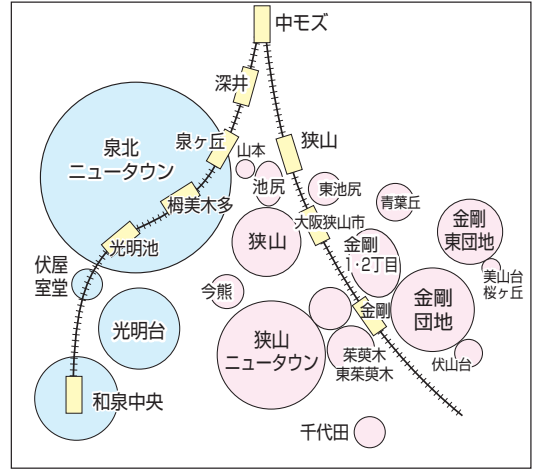 中モズ
深井
泉ヶ丘
泉北
ニュータウン
栂美木多
光明池
伏屋
室堂
光明台
和泉中央
狭山
山本
池尻
東池尻
大阪狭山市
青葉丘
狭山
金剛
1・2丁目
金剛
東団地
美山台
桜ヶ丘
今熊
金剛
金剛
団地
狭山
ニュータウン
茱萸木
東茱萸木
伏山台
千代田